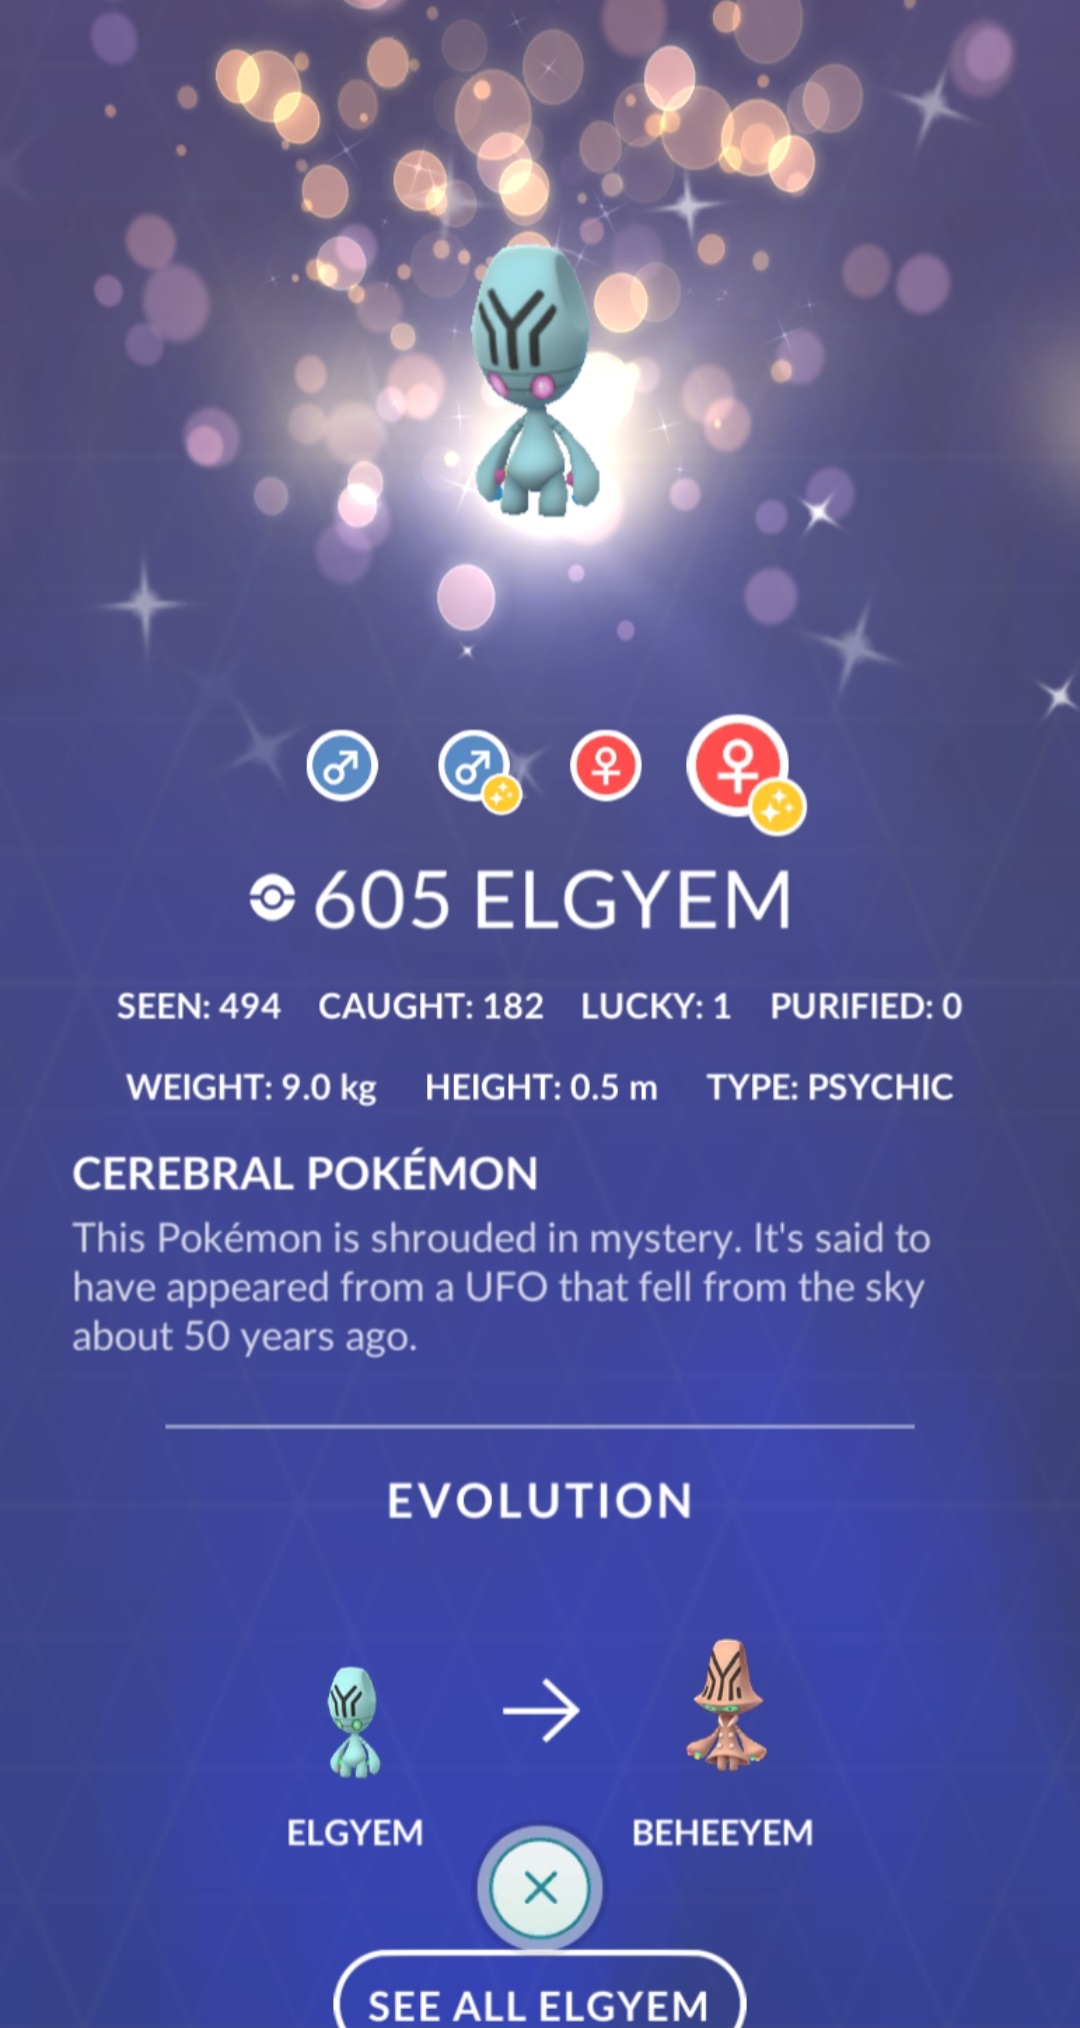 605 ELGYEM
SEEN: 494 CAUGHT: 182 LUCKY: 1 PURIFIED: 0
WEIGHT: 9.0 kg HEIGHT: 0.5 m TYPE: PSYCHIC
CEREBRAL POKÉMON
This Pokémon is shrouded in mystery. It's said to
have appeared from a UFO that fell from the sky
about 50 years ago.
EVOLUTION
ELGYEM BEHEEYEM
SEE ALL ELGYEM